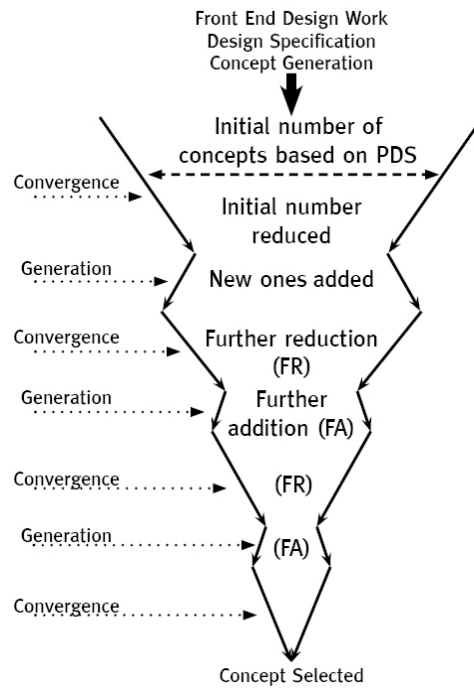 Front End Design Work
Design Specification
Concept Generation
Initial number of
concepts based on PDS
Convergence
Initial number
reduced
Generation
New ones added
Convergence
Further reduction
(FR)
Generation
Further
addition (FA)
Convergence
(FR)
Generation
(FA)
Convergence
Concept Selected